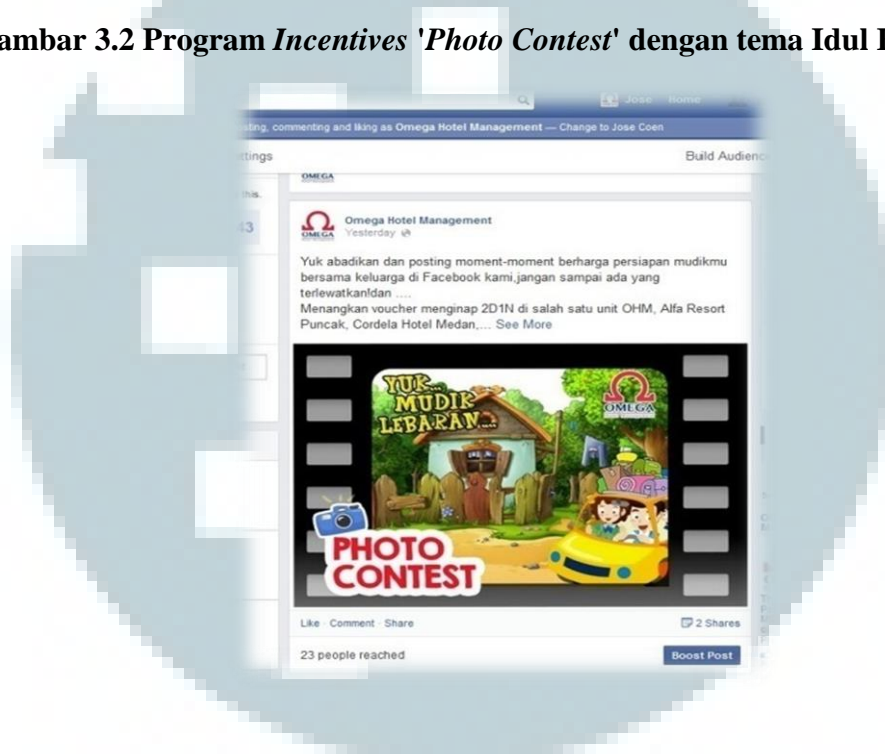 ambar 3.2 Program Incentives 'Photo Contest' dengan tema Idul
Jose Home
sting, commenting and liking as Omega Hotel Management — Change to Jose Coen
ttings Build Audienc
OMEGA
this.
43
OMEGA
Omega Hotel Management
Yesterday
Yuk abadikan dan posting moment-moment berharga persiapan mudikmu
bersama keluarga di Facebook kami,jangan sampai ada yang
terlewatkan!dan ....
Menangkan voucher menginap 2D1N di salah satu unit OHM, Alfa Resort
Puncak, Cordela Hotel Medan,... See More
YUK...
MUDIK
LEBARAN...
OMEGA
PHOTO
CONTEST
Like · Comment · Share 2 Shares
23 people reached Boost Post